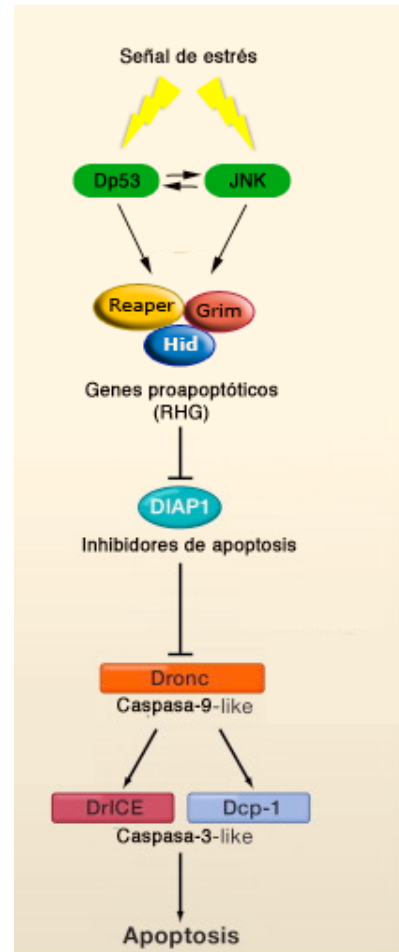 Señal de estrés
Dp53 JNK
Reaper Grim
Hid
Genes proapoptóticos
(RHG)
DIAP1
Inhibidores de apoptosis
Dronc
Caspasa-9-like
DrICE Dcp-1
Caspasa-3-like
Apoptosis